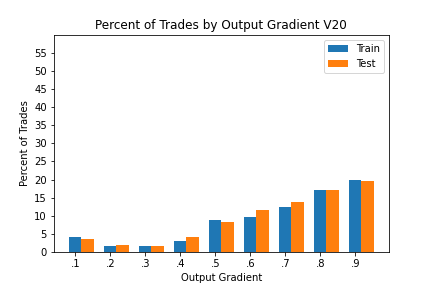 Percent of Trades by Output Gradient V20
Train
Test
Percent of Trades
55
50
45
40
35
30
25
20
15
10
5
0
.1 .2 .3 .4 .5 .6 .7 .8 .9
Output Gradient